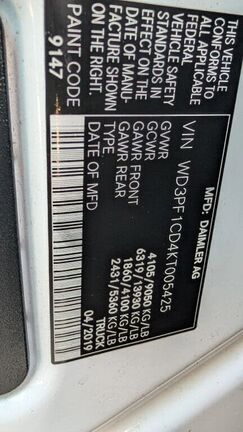 MFD. BY DAIMLER AG
VIN WD3PF1CD4KT005425
GVWR 4105/9050 KG/LB
GCWR 6319/13930 KG/LB
GAWR FRONT 1860/4100 KG/LB
GAWR REAR 2431/5360 KG/LB
TYPE: TRUCK
DATE/MFD: 04/2019
THIS VEHICLE CONFORMS TO
ALL APPLICABLE
FEDERAL MOTOR
VEHICLE SAFETY
STANDARDS IN
EFFECT ON THE
DATE OF MANU-
FACTURE SHOWN
ON THE RIGHT.
PAINT CODE
9147